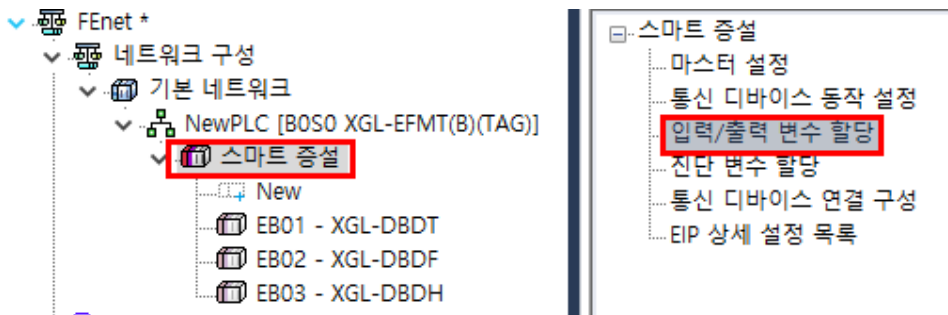 FEnet *
네트워크 구성
기본 네트워크
NewPLC [B0S0 XGL-EFMT(B)(TAG)]
스마트 증설
New
EB01 - XGL-DBDT
EB02 - XGL-DBDF
EB03 - XGL-DBDH
스마트 증설
마스터 설정
통신 디바이스 동작 설정
입력/출력 변수 할당
진단 변수 할당
통신 디바이스 연결 구성
EIP 상세 설정 목록